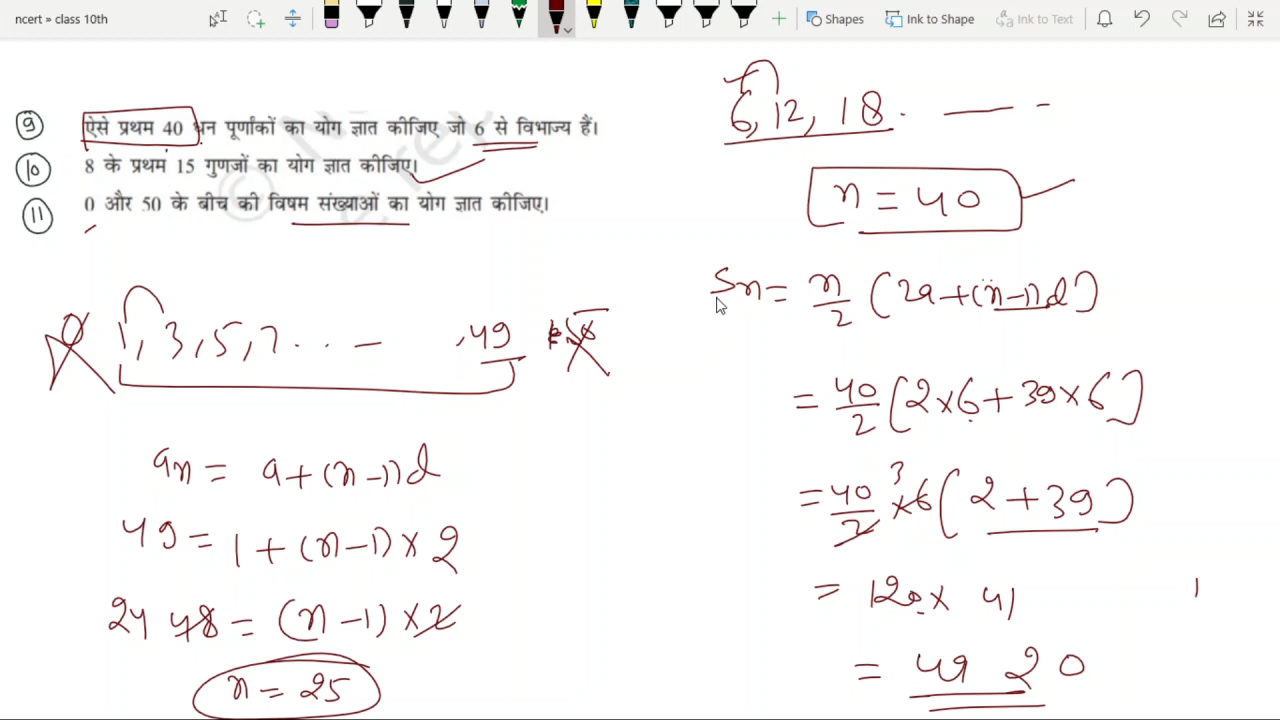 ncert » class 10th
Shapes Ink to Shape Ink to Text
9 ऐसे प्रथम 40 धन पूर्णांकों का योग ज्ञात कीजिए जो 6 से विभाज्य हैं।
10 8 के प्रथम 15 गुणजों का योग ज्ञात कीजिए।
11 0 और 50 के बीच की विषम संख्याओं का योग ज्ञात कीजिए।
0 1, 3, 5, 7 . . . — , 49
an = a + (n-1)d
49 = 1 + (n-1) × 2
24 48 = (n-1) × 2
n = 25
6, 12, 18 . — -
n = 40
Sn = n/2 (2a + (n-1)d)
= 40/2 [2×6 + 39×6]
= 40/2 × 6 3 (2 + 39)
= 120 × 41
= 4920